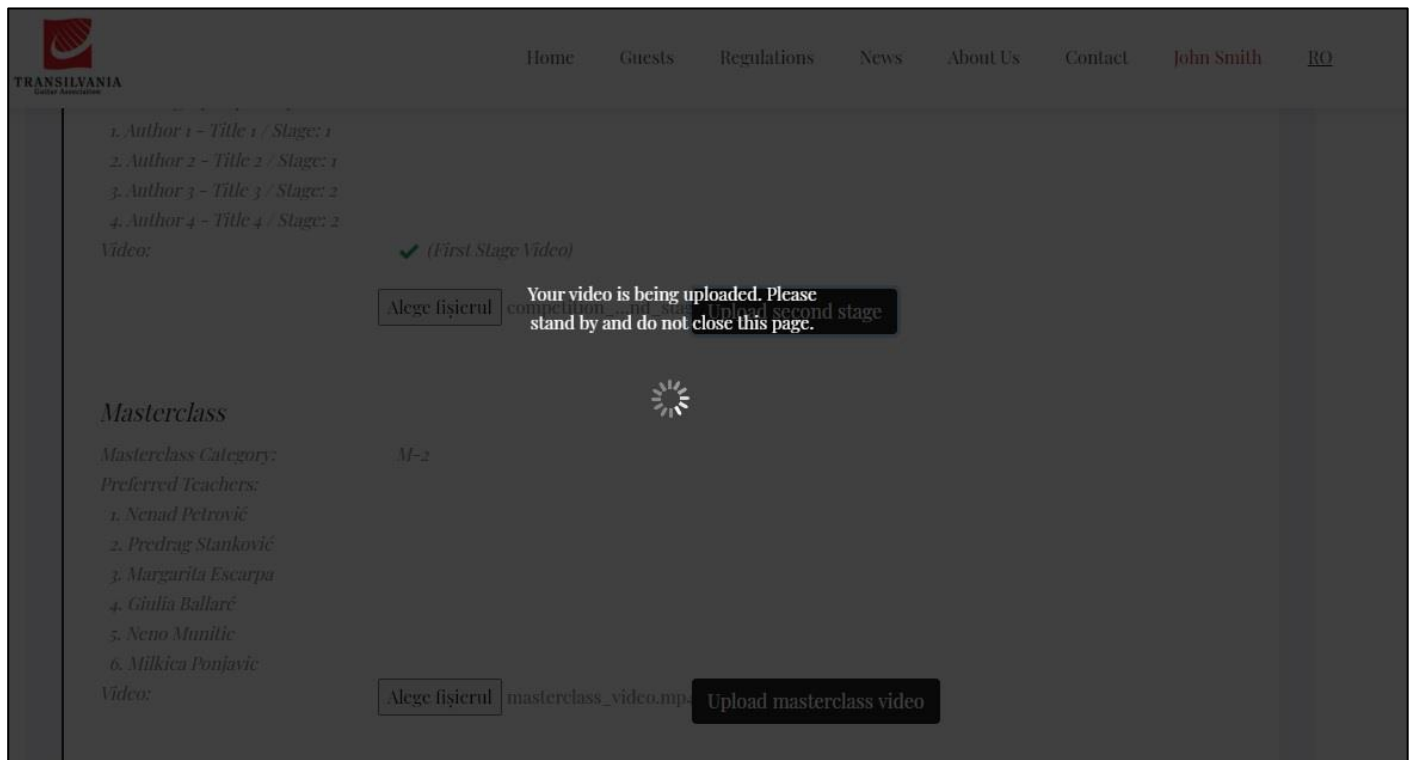 TRANSILVANIA
Guitar Association
Home Guests Regulations News About Us Contact John Smith RO
1. Author 1 - Title 1 / Stage: 1
2. Author 2 - Title 2 / Stage: 1
3. Author 3 - Title 3 / Stage: 2
4. Author 4 - Title 4 / Stage: 2
Video: (First Stage Video)
Your video is being uploaded. Please
stand by and do not close this page.
Alege fișierul competition_...nd_sta Upload second stage
Masterclass
Masterclass Category: M-2
Preferred Teachers:
1. Nenad Petrović
2. Predrag Stanković
3. Margarita Escarpa
4. Giulia Ballaré
5. Neno Munitic
6. Milkica Ponjavic
Video: Alege fișierul masterclass_video.mp4 Upload masterclass video